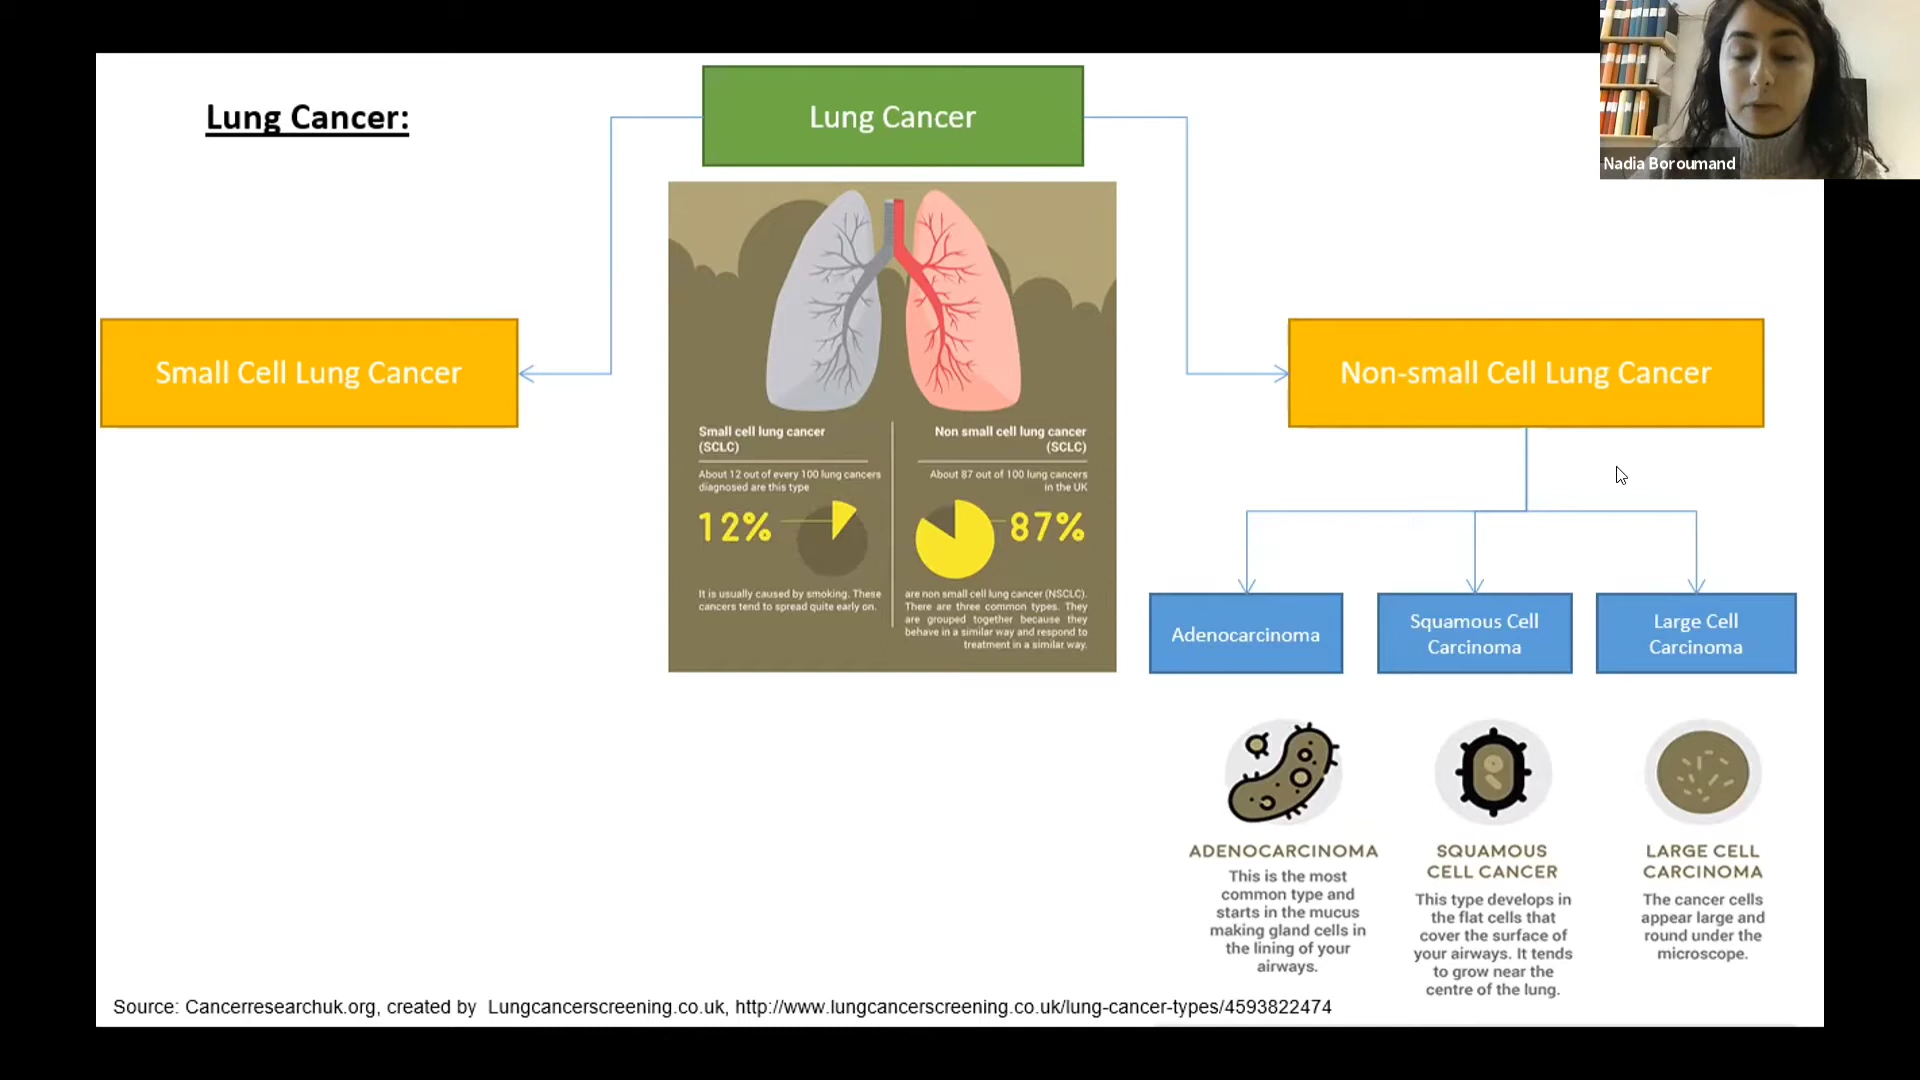 Lung Cancer:
Lung Cancer
Nadia Boroumand
Small Cell Lung Cancer
Non-small Cell Lung Cancer
Small cell lung cancer
(SCLC)
About 12 out of every 100 lung cancers
diagnosed are this type
12%
It is usually caused by smoking. These
cancers tend to spread quite early on.
Non small cell lung cancer
(SCLC)
About 87 out of 100 lung cancers
in the UK
87%
are non small cell lung cancer (NSCLC).
There are three common types. They
are grouped together because they
behave in a similar way and respond to
treatment in a similar way.
Adenocarcinoma
Squamous Cell
Carcinoma
Large Cell
Carcinoma
ADENOCARCINOMA
This is the most
common type and
starts in the mucus
making gland cells in
the lining of your
airways.
SQUAMOUS
CELL CANCER
This type develops in
the flat cells that
cover the surface of
your airways. It tends
to grow near the
centre of the lung.
LARGE CELL
CARCINOMA
The cancer cells
appear large and
round under the
microscope.
Source: Cancerresearchuk.org, created by Lungcancerscreening.co.uk, http://www.lungcancerscreening.co.uk/lung-cancer-types/4593822474